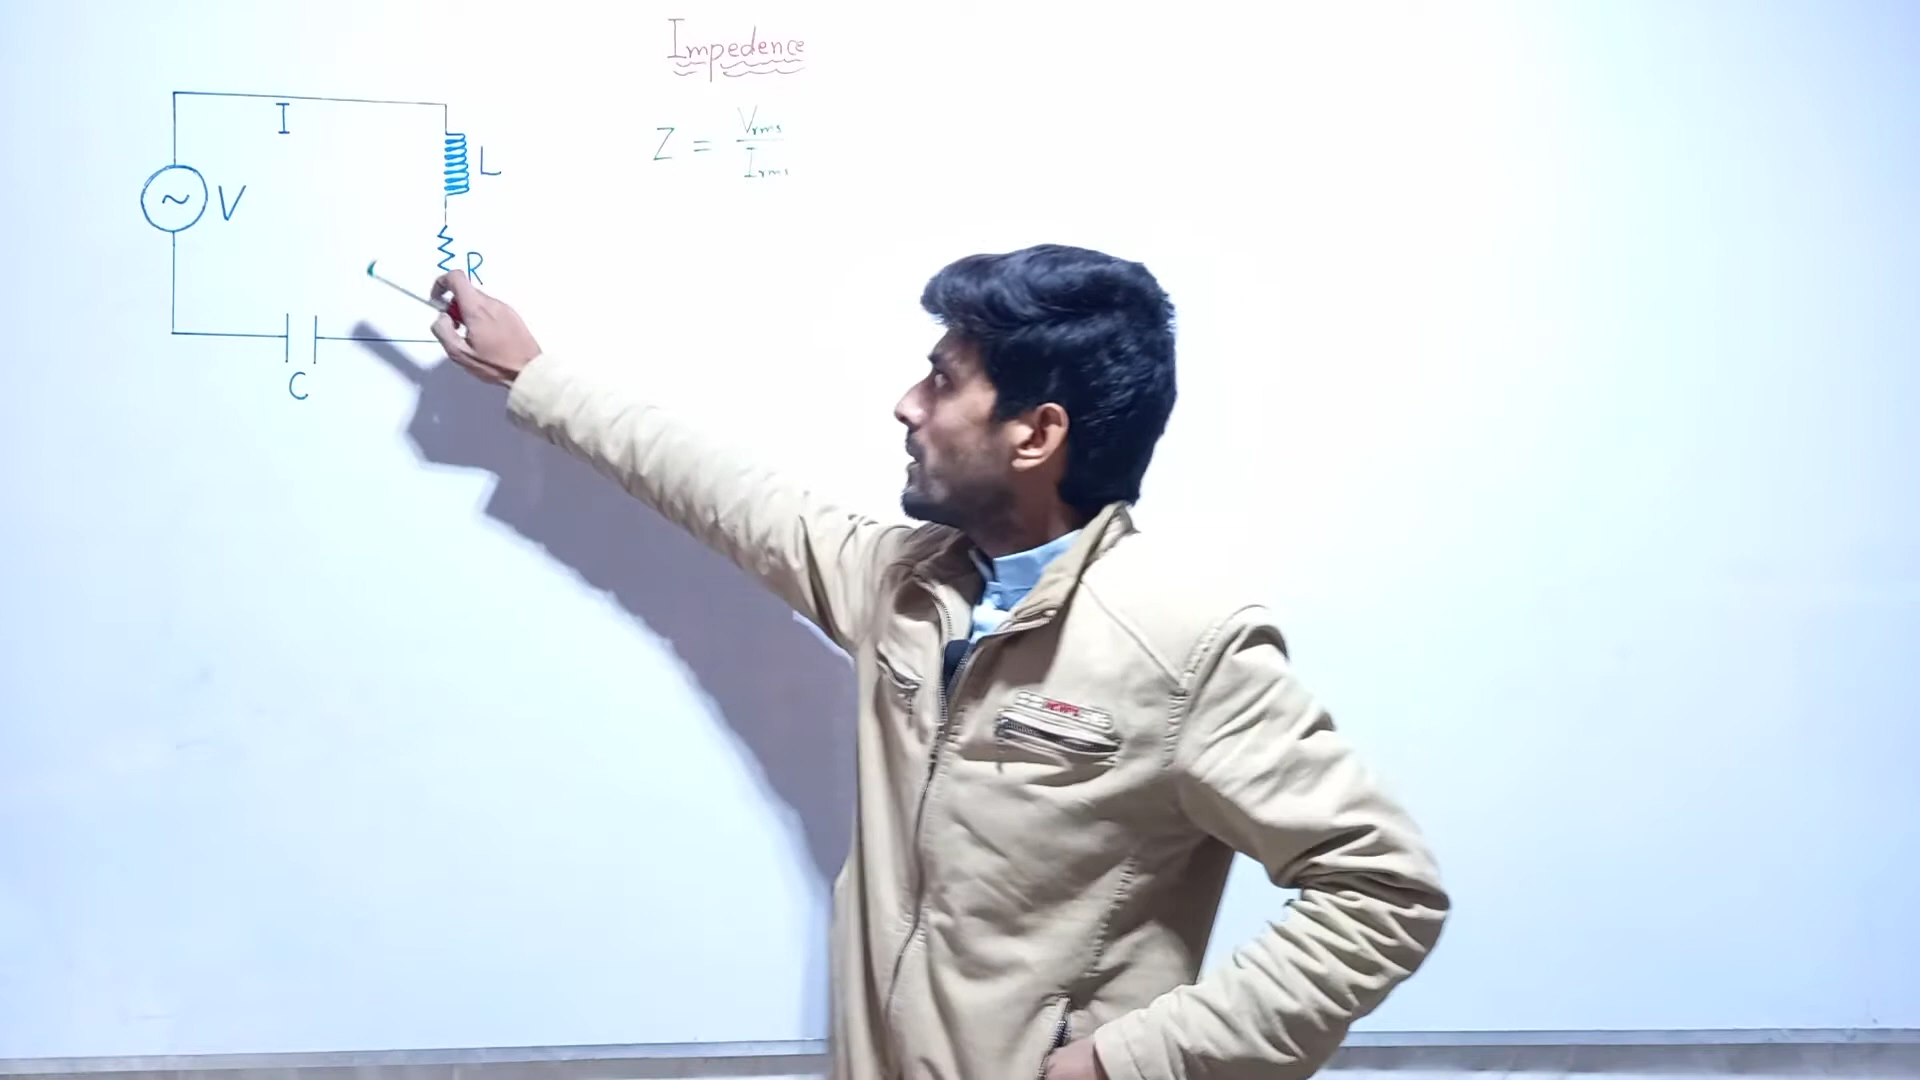 Impedence
I
Z = Vrms / Irms
L
V
R
C